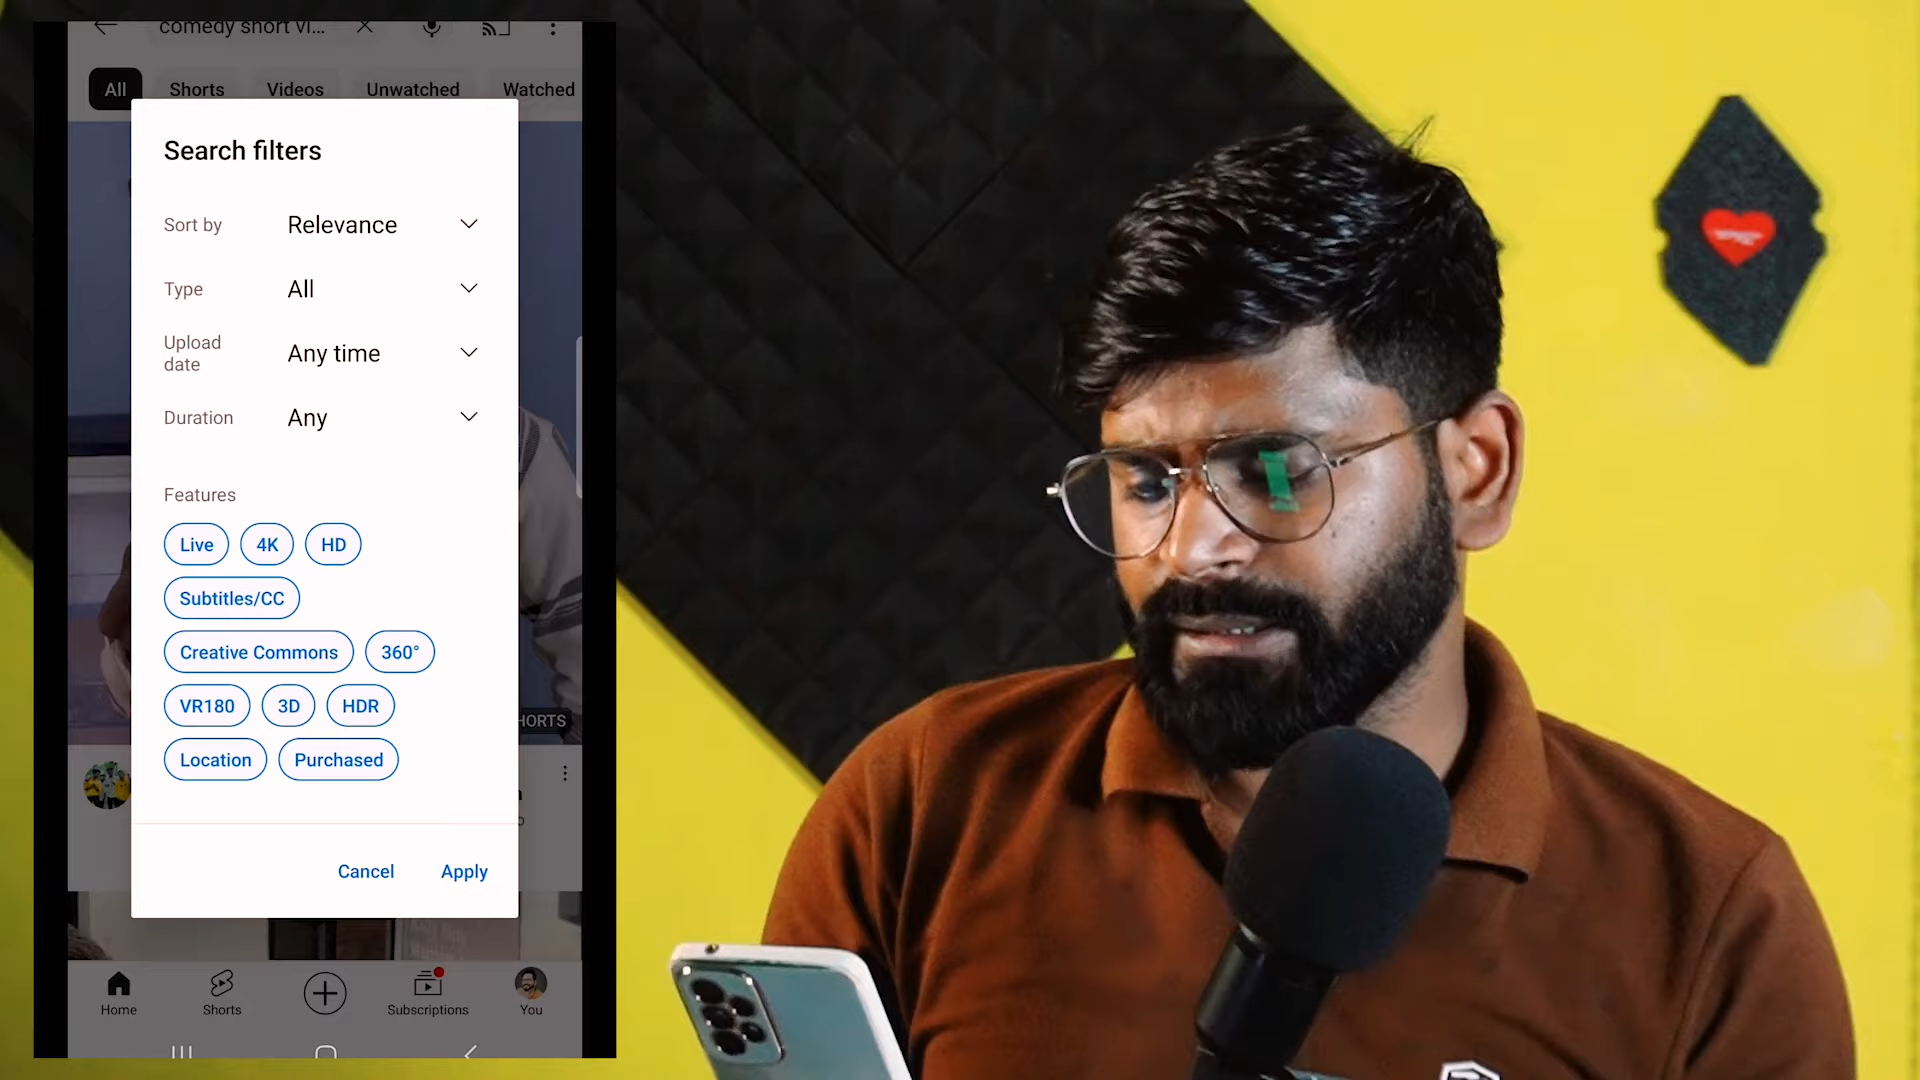 comedy short vi...
All Shorts Videos Unwatched Watched
Search filters
Sort by Relevance
Type All
Upload date Any time
Duration Any
Features
Live 4K HD
Subtitles/CC
Creative Commons 360°
VR180 3D HDR
Location Purchased
HORTS
Cancel Apply
Home Shorts Subscriptions You